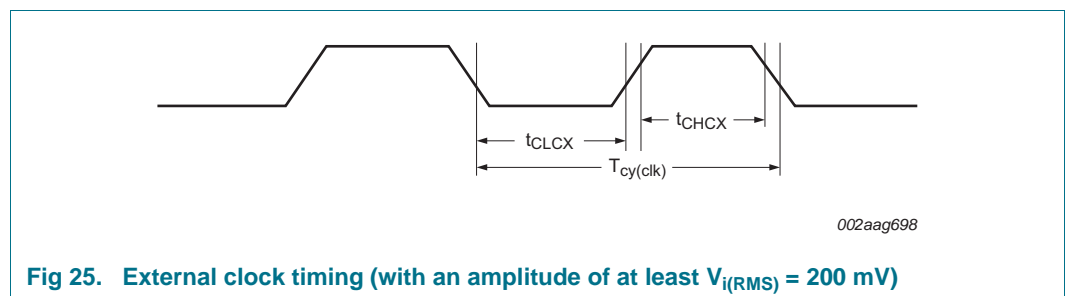 tCHCX
tCLCX
Tcy(clk)
002aag698
Fig 25. External clock timing (with an amplitude of at least Vi(RMS) = 200 mV)